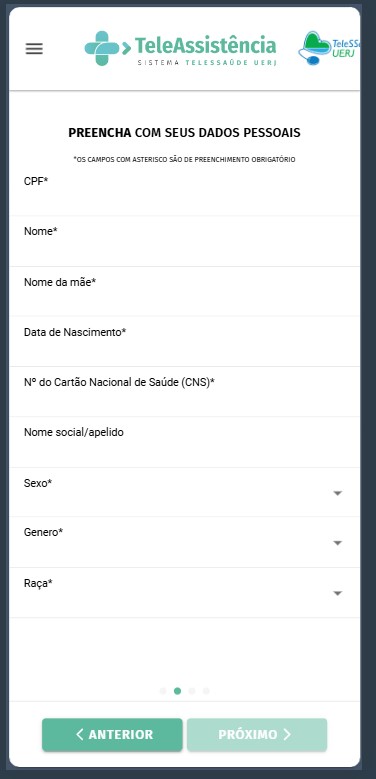 TeleAssistência
SISTEMA TELESSAÚDE UERJ
UERJ
PREENCHA COM SEUS DADOS PESSOAIS
*OS CAMPOS COM ASTERISCO SÃO DE PREENCHIMENTO OBRIGATÓRIO
CPF*
Nome*
Nome da mãe*
Data de Nascimento*
Nº do Cartão Nacional de Saúde (CNS)*
Nome social/apelido
Sexo*
Genero*
Raça*
ANTERIOR
PRÓXIMO